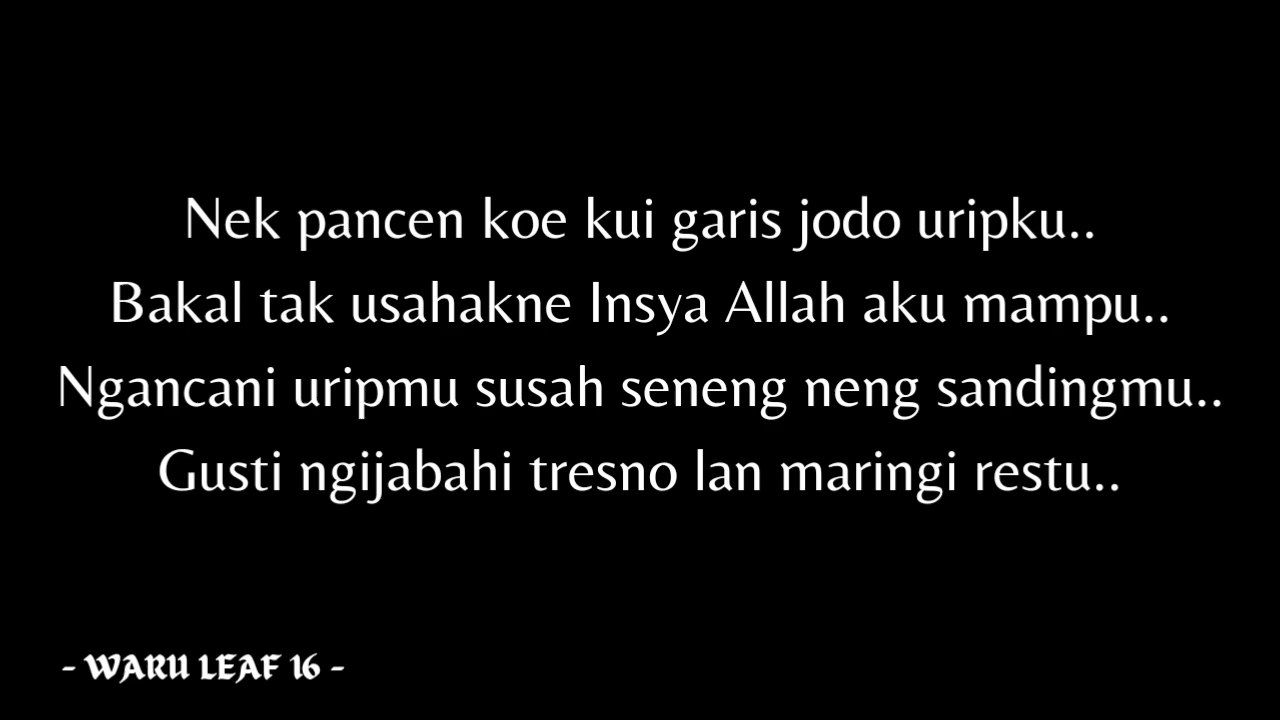 Nek pancen koe kui garis jodo uripku..
Bakal tak usahakne Insya Allah aku mampu..
Ngancani uripmu susah seneng neng sandingmu..
Gusti ngijabahi tresno lan maringi restu..
- WARU LEAF 16 -